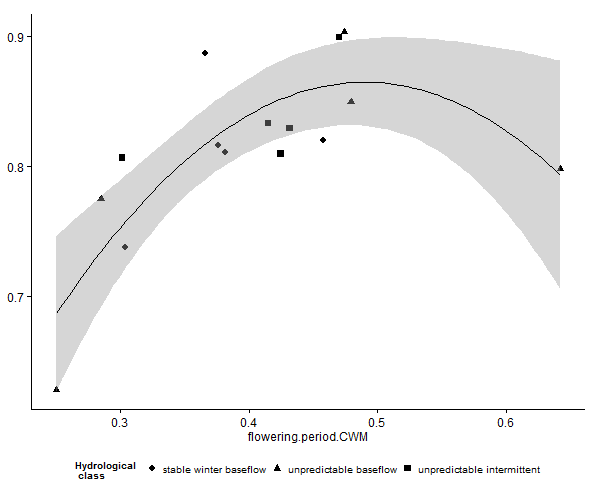 0.9
0.8
0.7
0.3 0.4 0.5 0.6
flowering.period.CWM
Hydrological
class
stable winter baseflow unpredictable baseflow unpredictable intermittent